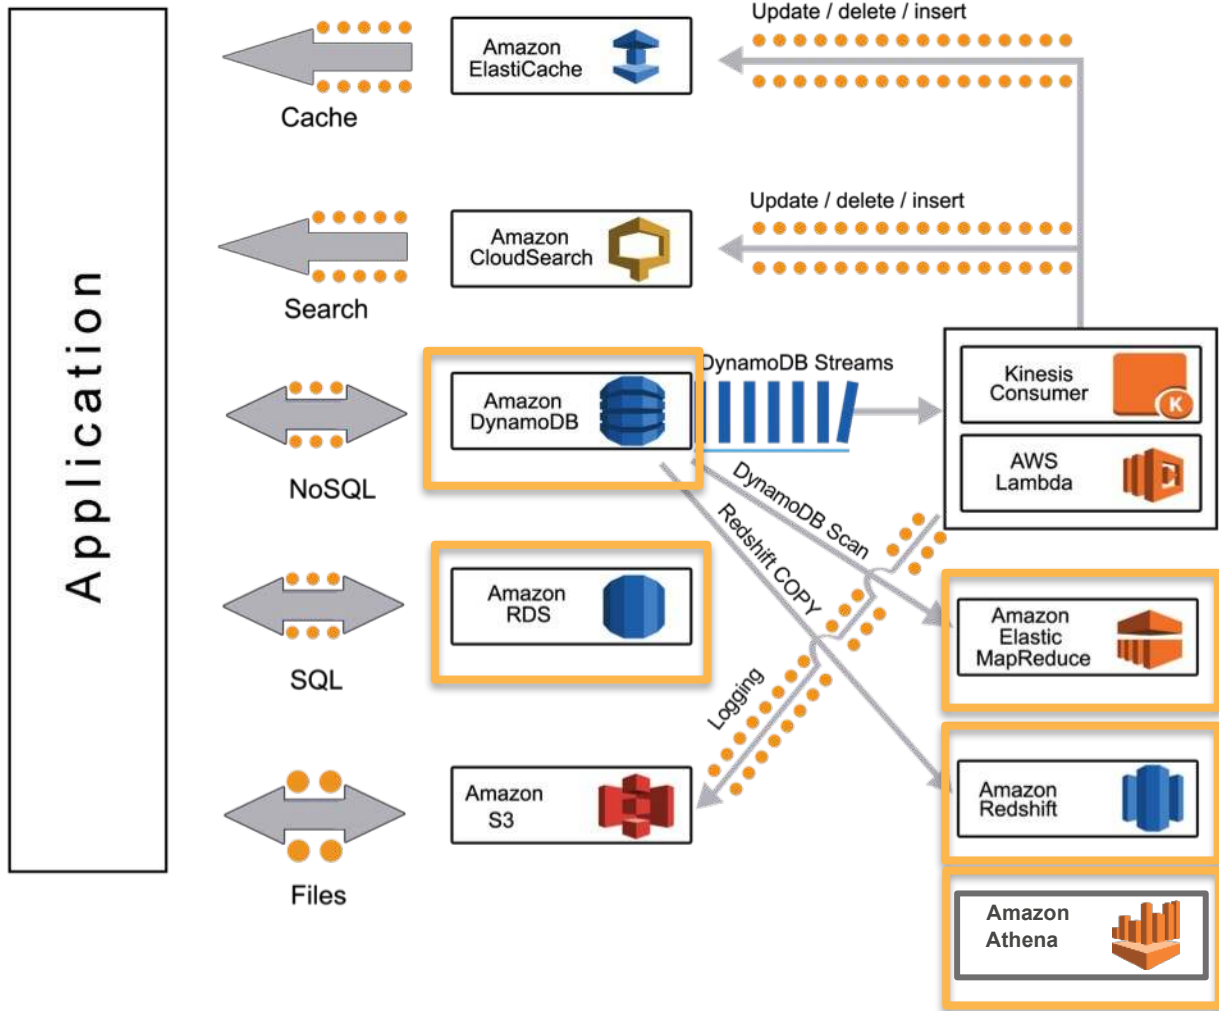 Application
Update / delete / insert
Amazon
ElastiCache
Cache
Update / delete / insert
Amazon
CloudSearch
Search
DynamoDB Streams
Amazon
DynamoDB
NoSQL
Kinesis
Consumer
K
AWS
Lambda
DynamoDB Scan
Redshift COPY
Amazon
RDS
SQL
Amazon
Elastic
MapReduce
Logging
Amazon
S3
Files
Amazon
Redshift
Amazon
Athena